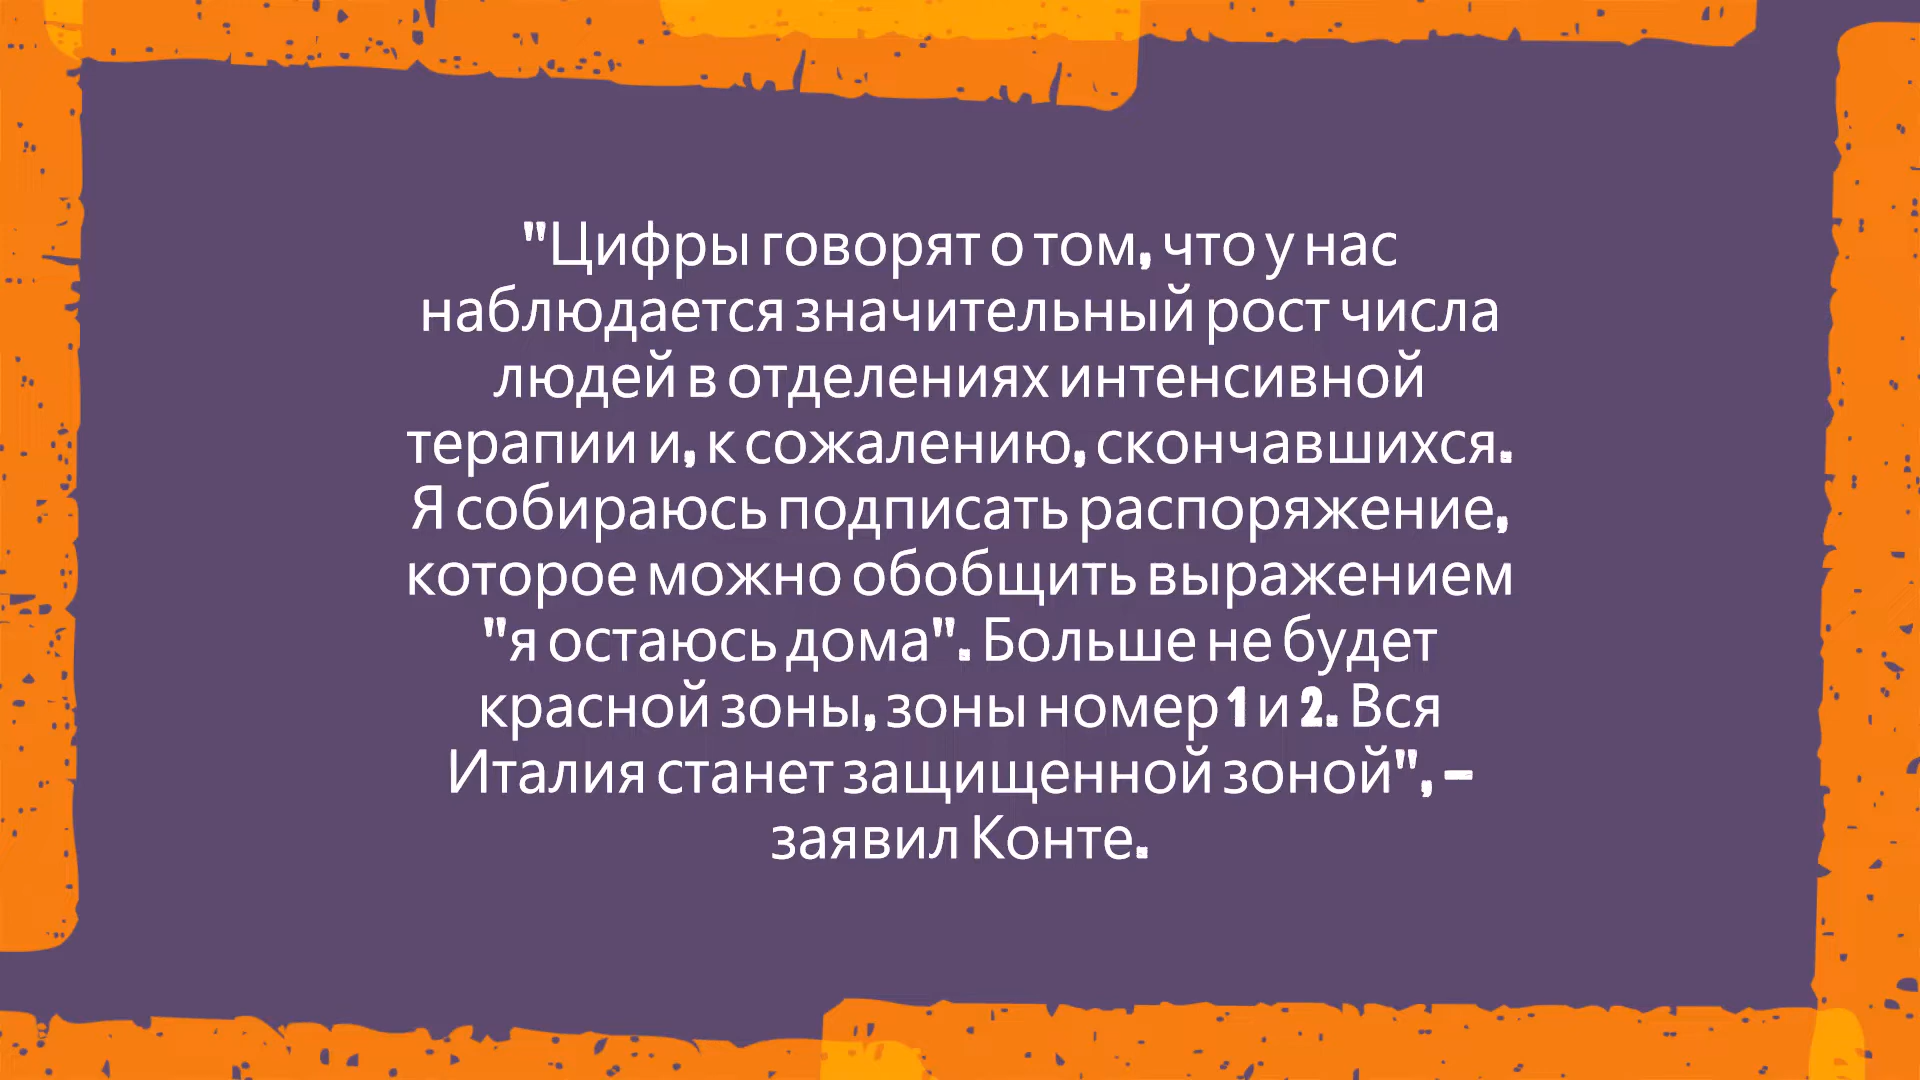 "Цифры говорят о том, что у нас
наблюдается значительный рост числа
людей в отделениях интенсивной
терапии и, к сожалению, скончавшихся.
Я собираюсь подписать распоряжение,
которое можно обобщить выражением
"я остаюсь дома". Больше не будет
красной зоны, зоны номер 1 и 2. Вся
Италия станет защищенной зоной", –
заявил Конте.